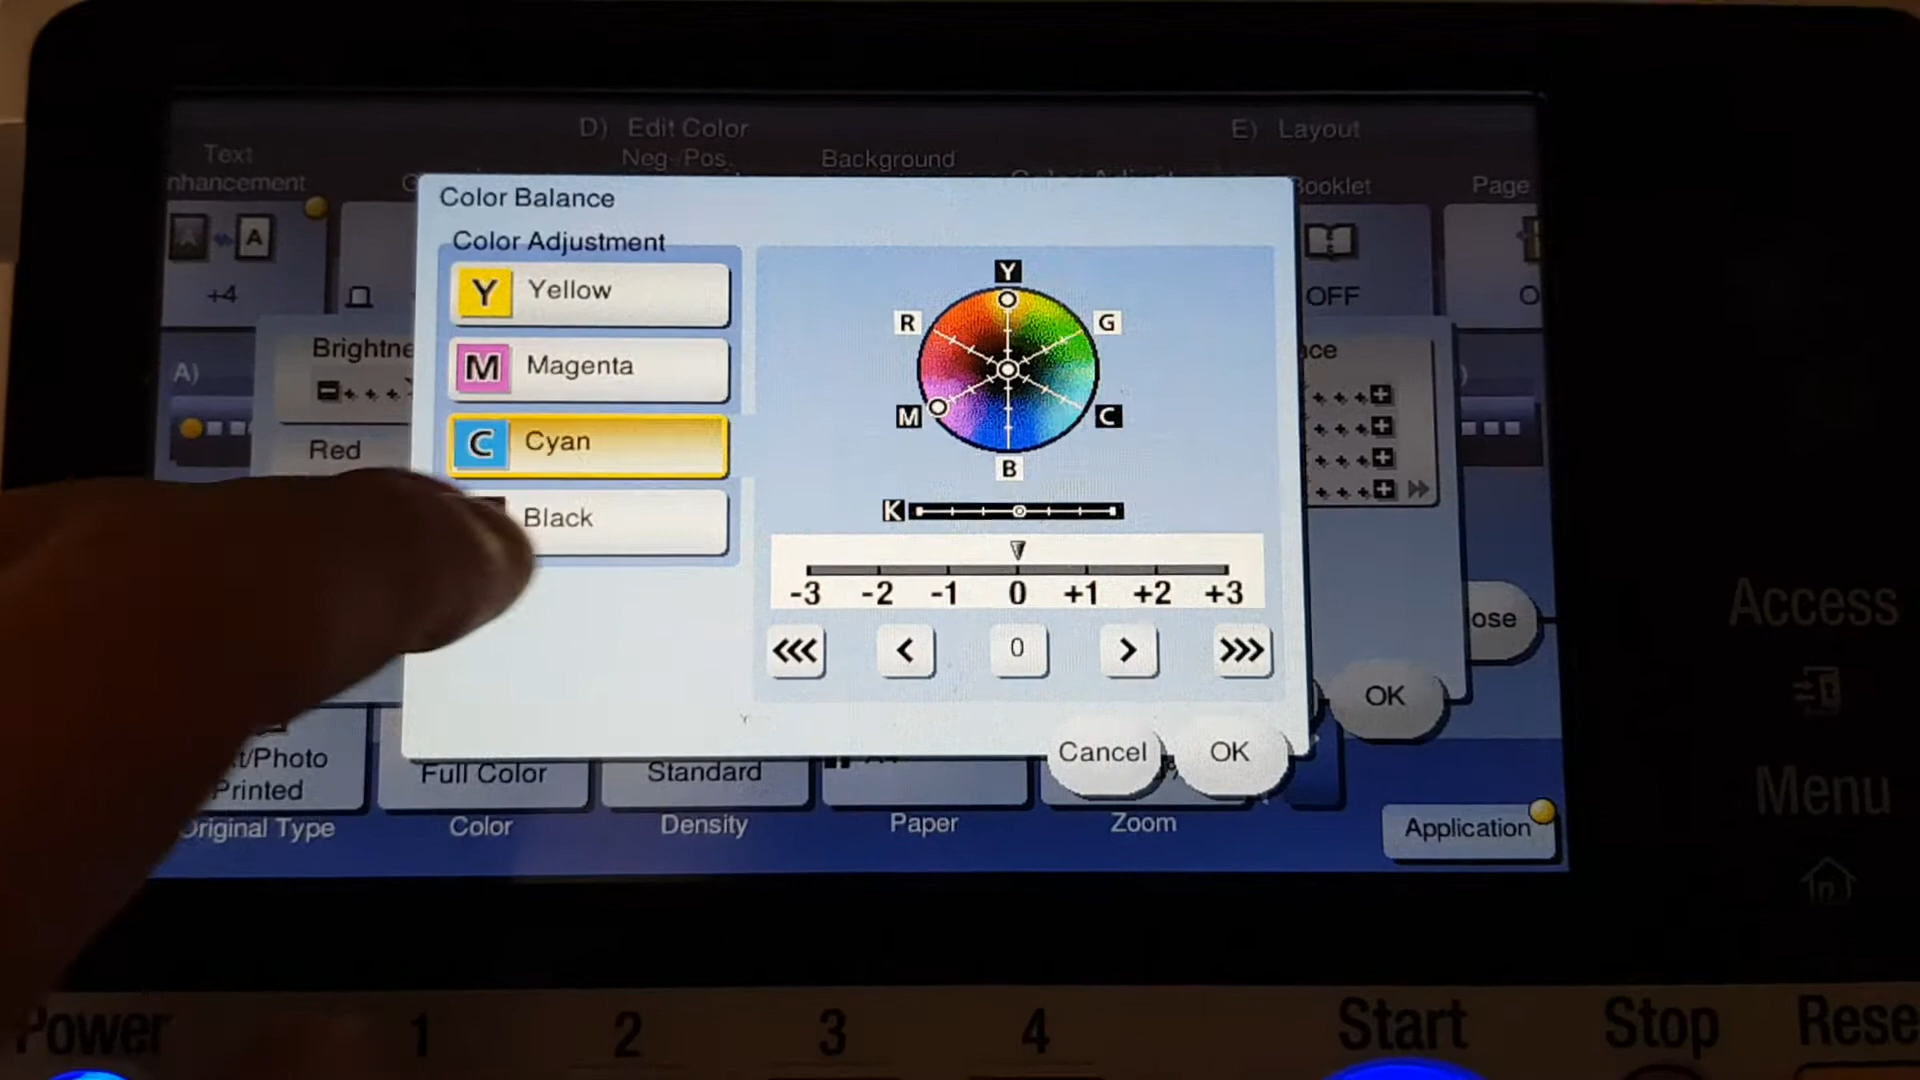 D) Edit Color
E) Layout
Text
Neg-/Pos.
Background
nhancement
Booklet
Page
Color Balance
Color Adjustment
A
+4
Y Yellow
Y
R
G
OFF
Brightne
A)
M Magenta
M
C
C Cyan
B
Red
Black
K
-3 -2 -1 0 +1 +2 +3
0
ose
OK
Cancel
OK
t/Photo
Printed
Full Color
Standard
Original Type
Color
Density
Paper
Zoom
Application
Access
Menu
Power
1
2
3
4
Start
Stop
Rese